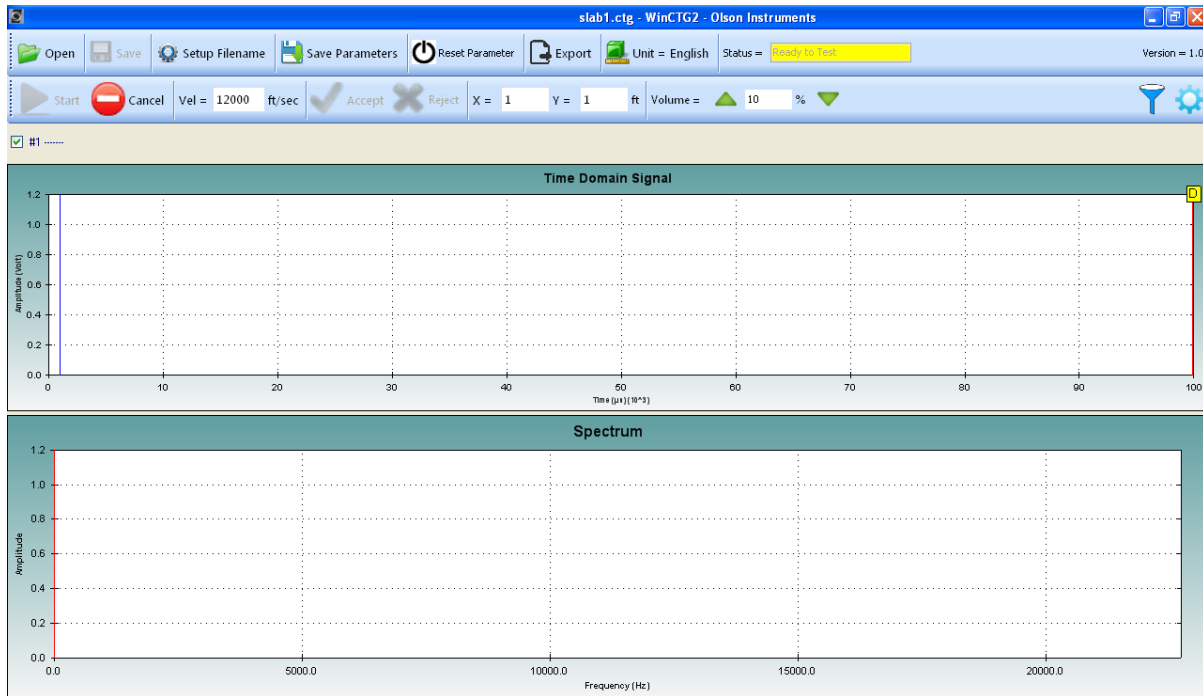 slab1.ctg - WinCTG2 - Olson Instruments
Open Save Setup Filename Save Parameters Reset Parameter Export Unit = English Status = Ready to Test Version = 1.0
Start Cancel Vel = 12000 ft/sec Accept Reject X = 1 Y = 1 ft Volume = 10 %
#1 -------
Time Domain Signal
D
1.2
1.0
0.8
0.6
0.4
0.2
0.0
Amplitude (Volt)
0 10 20 30 40 50 60 70 80 90 100
Time (µs) (10^3)
Spectrum
1.2
1.0
0.8
0.6
0.4
0.2
0.0
Amplitude
0.0 5000.0 10000.0 15000.0 20000.0
Frequency (Hz)